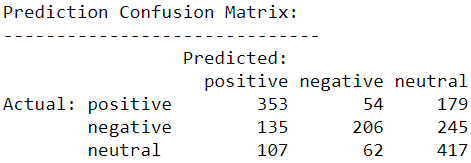 Prediction Confusion Matrix:
------------------------------
Predicted:
positive negative neutral
Actual: positive 353 54 179
negative 135 206 245
neutral 107 62 417